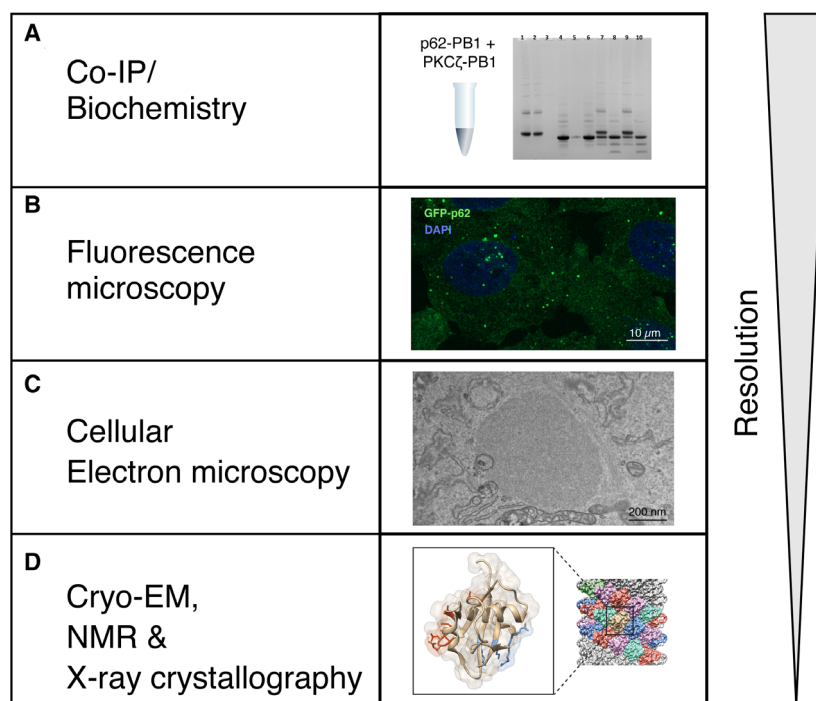 A
Co-IP/
Biochemistry
p62-PB1 +
PKCζ-PB1
1 2 3 4 5 6 7 8 9 10
B
Fluorescence
microscopy
GFP-p62
DAPI
10 µm
C
Cellular
Electron microscopy
200 nm
D
Cryo-EM,
NMR &
X-ray crystallography
Resolution